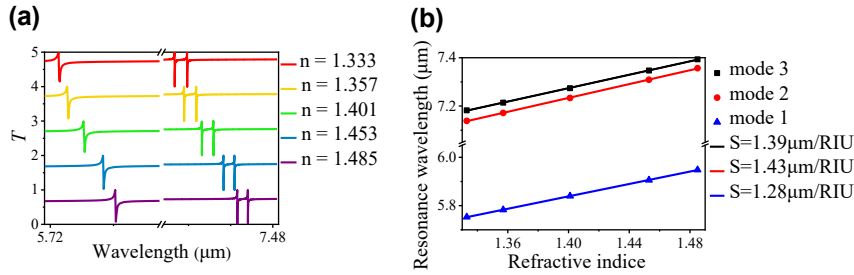 (a)
5
4
3
2
1
0
T
5.72
7.48
Wavelength (μm)
n = 1.333
n = 1.357
n = 1.401
n = 1.453
n = 1.485
(b)
7.4
7.2
6.0
5.8
Resonance wavelength (μm)
1.36
1.40
1.44
1.48
Refractive indice
mode 3
mode 2
mode 1
S=1.39μm/RIU
S=1.43μm/RIU
S=1.28μm/RIU